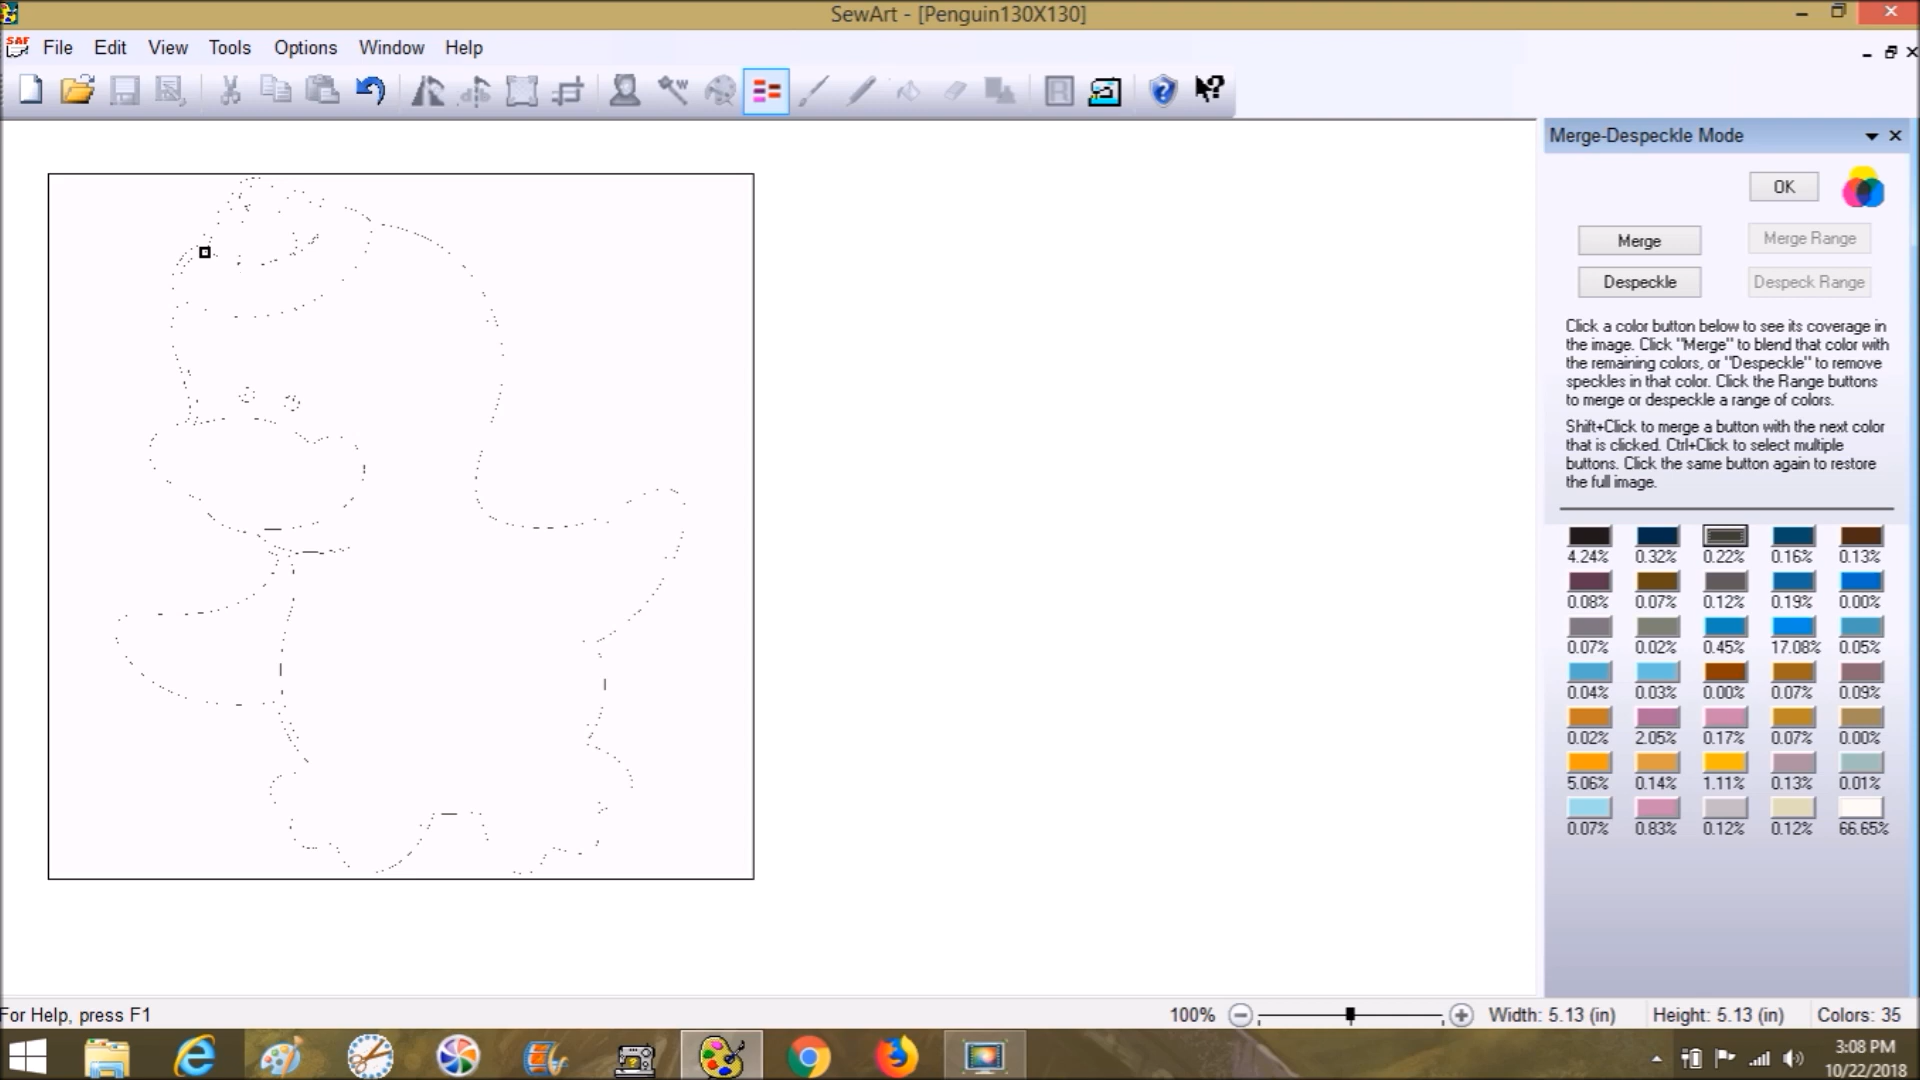 SewArt - [Penguin130X130]
SAF File Edit View Tools Options Window Help
R
Merge-Despeckle Mode
OK
Merge Merge Range
Despeckle Despeck Range
Click a color button below to see its coverage in
the image. Click "Merge" to blend that color with
the remaining colors, or "Despeckle" to remove
speckles in that color. Click the Range buttons
to merge or despeckle a range of colors.
Shift+Click to merge a button with the next color
that is clicked. Ctrl+Click to select multiple
buttons. Click the same button again to restore
the full image.
4.24% 0.32% 0.22% 0.16% 0.13%
0.08% 0.07% 0.12% 0.19% 0.00%
0.07% 0.02% 0.45% 17.08% 0.05%
0.04% 0.03% 0.00% 0.07% 0.09%
0.02% 2.05% 0.17% 0.07% 0.00%
5.06% 0.14% 1.11% 0.13% 0.01%
0.07% 0.83% 0.12% 0.12% 66.65%
For Help, press F1 100% Width: 5.13 (in) Height: 5.13 (in) Colors: 35
3:08 PM
10/22/2018